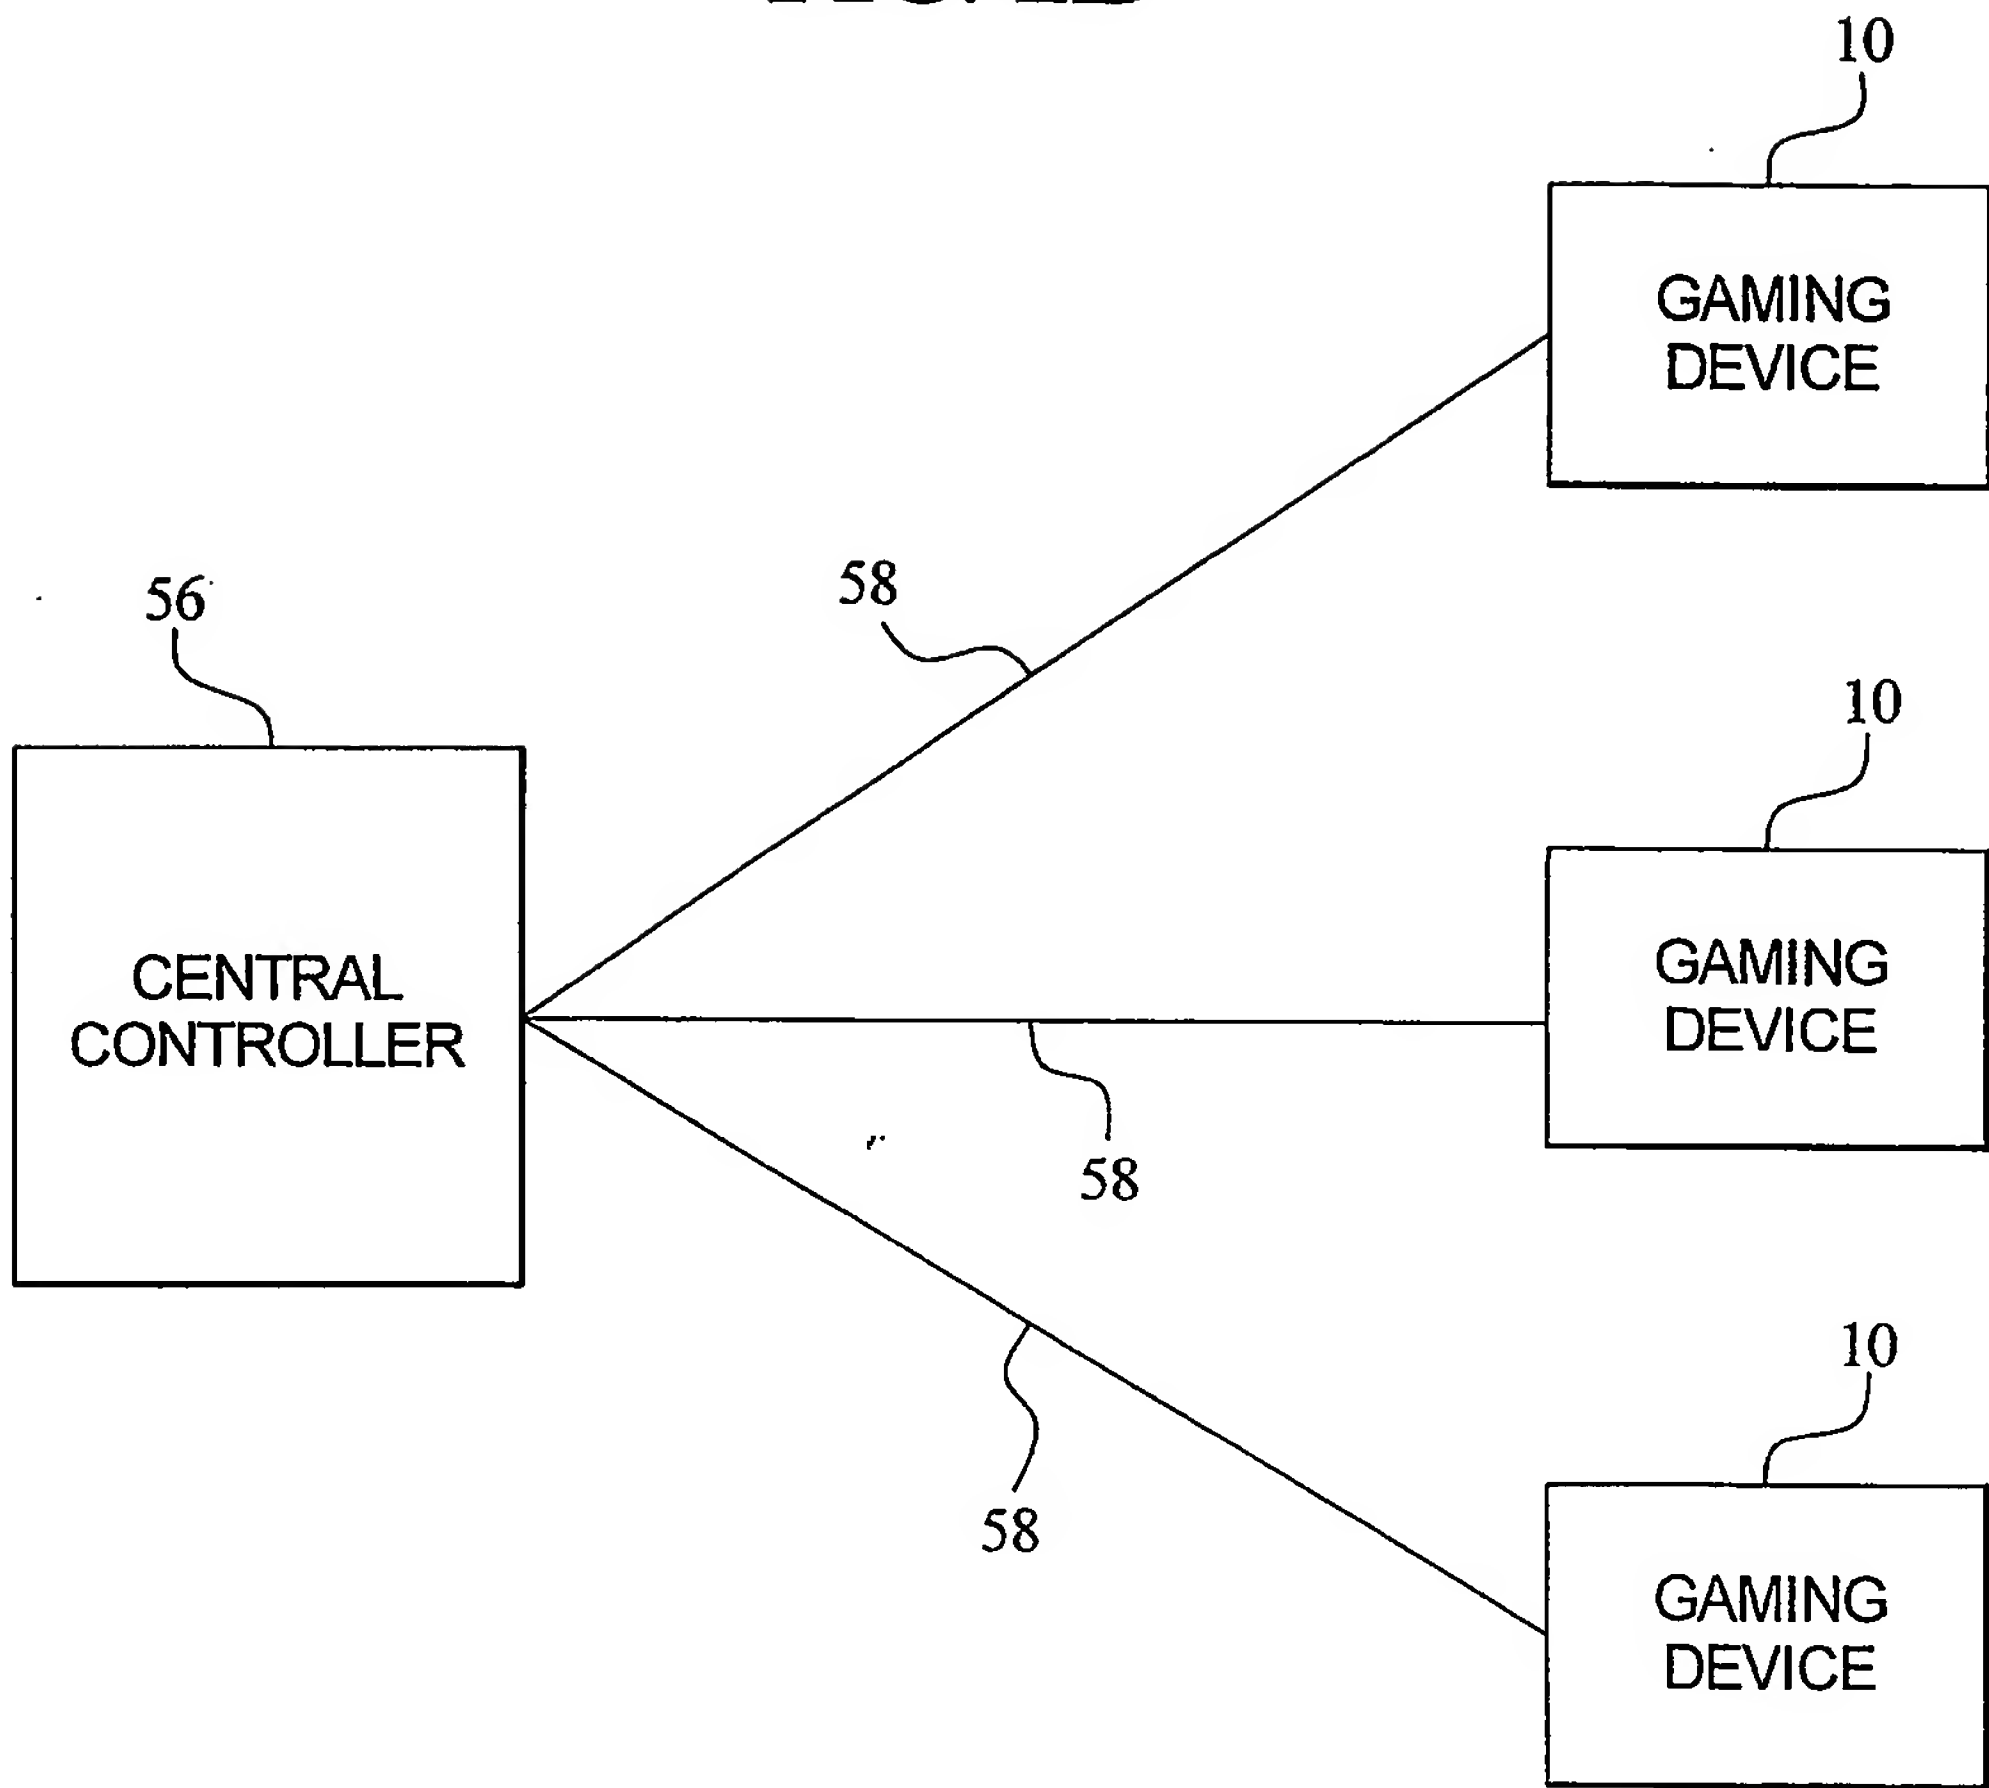 10
GAMING
DEVICE
58
56
10
CENTRAL
CONTROLLER
GAMING
DEVICE
58
10
58
GAMING
DEVICE